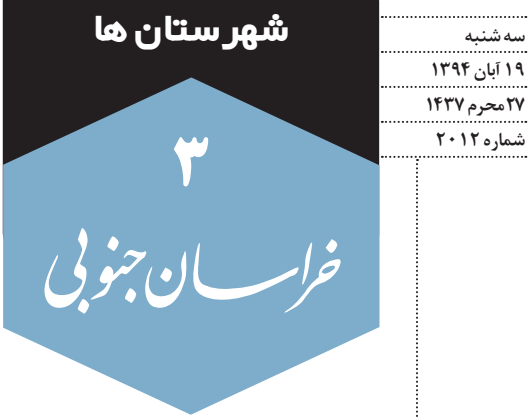 شهرستان ها
۳
خراسان جنوبی
سه شنبه
۱۹ آبان ۱۳۹۴
۲۷ محرم ۱۴۳۷
شماره ۲۰۱۲